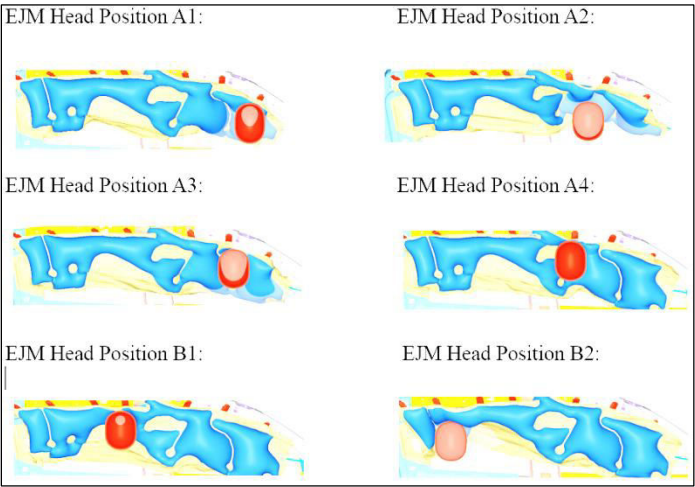 EJM Head Position A1:
EJM Head Position A2:
EJM Head Position A3:
EJM Head Position A4:
EJM Head Position B1:
EJM Head Position B2: